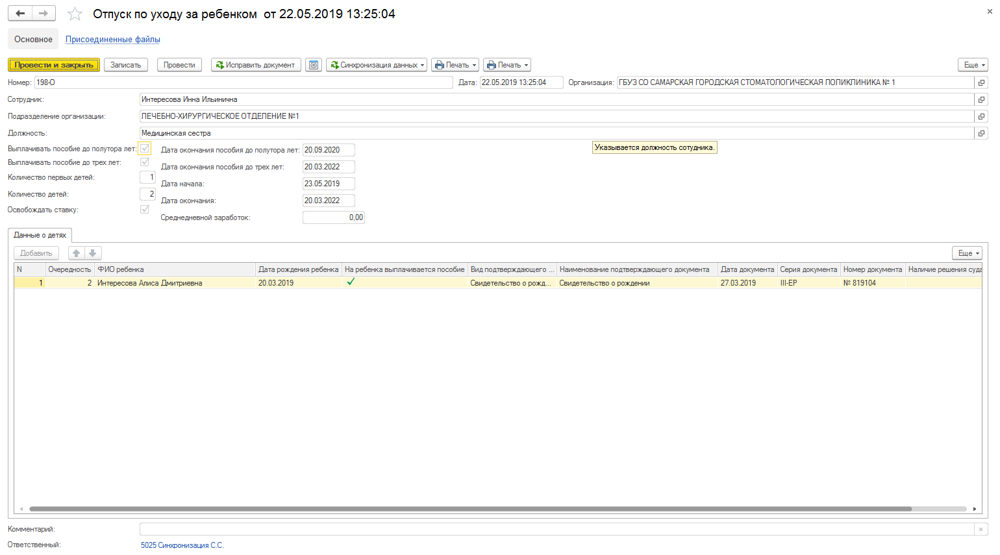 Отпуск по уходу за ребенком от 22.05.2019 13:25:04
Основное Присоединенные файлы
Провести и закрыть Записать Провести Исправить документ Синхронизация данных Печать Печать Еще
Номер: 198-О Дата: 22.05.2019 13:25:04 Организация: ГБУЗ СО САМАРСКАЯ ГОРОДСКАЯ СТОМАТОЛОГИЧЕСКАЯ ПОЛИКЛИНИКА № 1
Сотрудник: Интересова Инна Ильинична
Подразделение организации: ЛЕЧЕБНО-ХИРУРГИЧЕСКОЕ ОТДЕЛЕНИЕ №1
Должность: Медицинская сестра
Указывается должность сотудника.
Выплачивать пособие до полутора лет: Дата окончания пособия до полутора лет: 20.09.2020
Выплачивать пособие до трех лет: Дата окончания пособия до трех лет: 20.03.2022
Количество первых детей: 1 Дата начала: 23.05.2019
Количество детей: 2 Дата окончания: 20.03.2022
Освобождать ставку: Среднедневной заработок: 0,00
Данные о детях
Добавить Еще
N Очередность ФИО ребенка Дата рождения ребенка На ребенка выплачивается пособие Вид подтверждающего ... Наименование подтверждающего документа Дата документа Серия документа Номер документа Наличие решения суда
1 2 Интересова Алиса Дмитриевна 20.03.2019 Свидетельство о рожд... Свидетельство о рождении 27.03.2019 III-ЕР № 819104
Комментарий:
Ответственный: 5025 Синхронизация С.С.